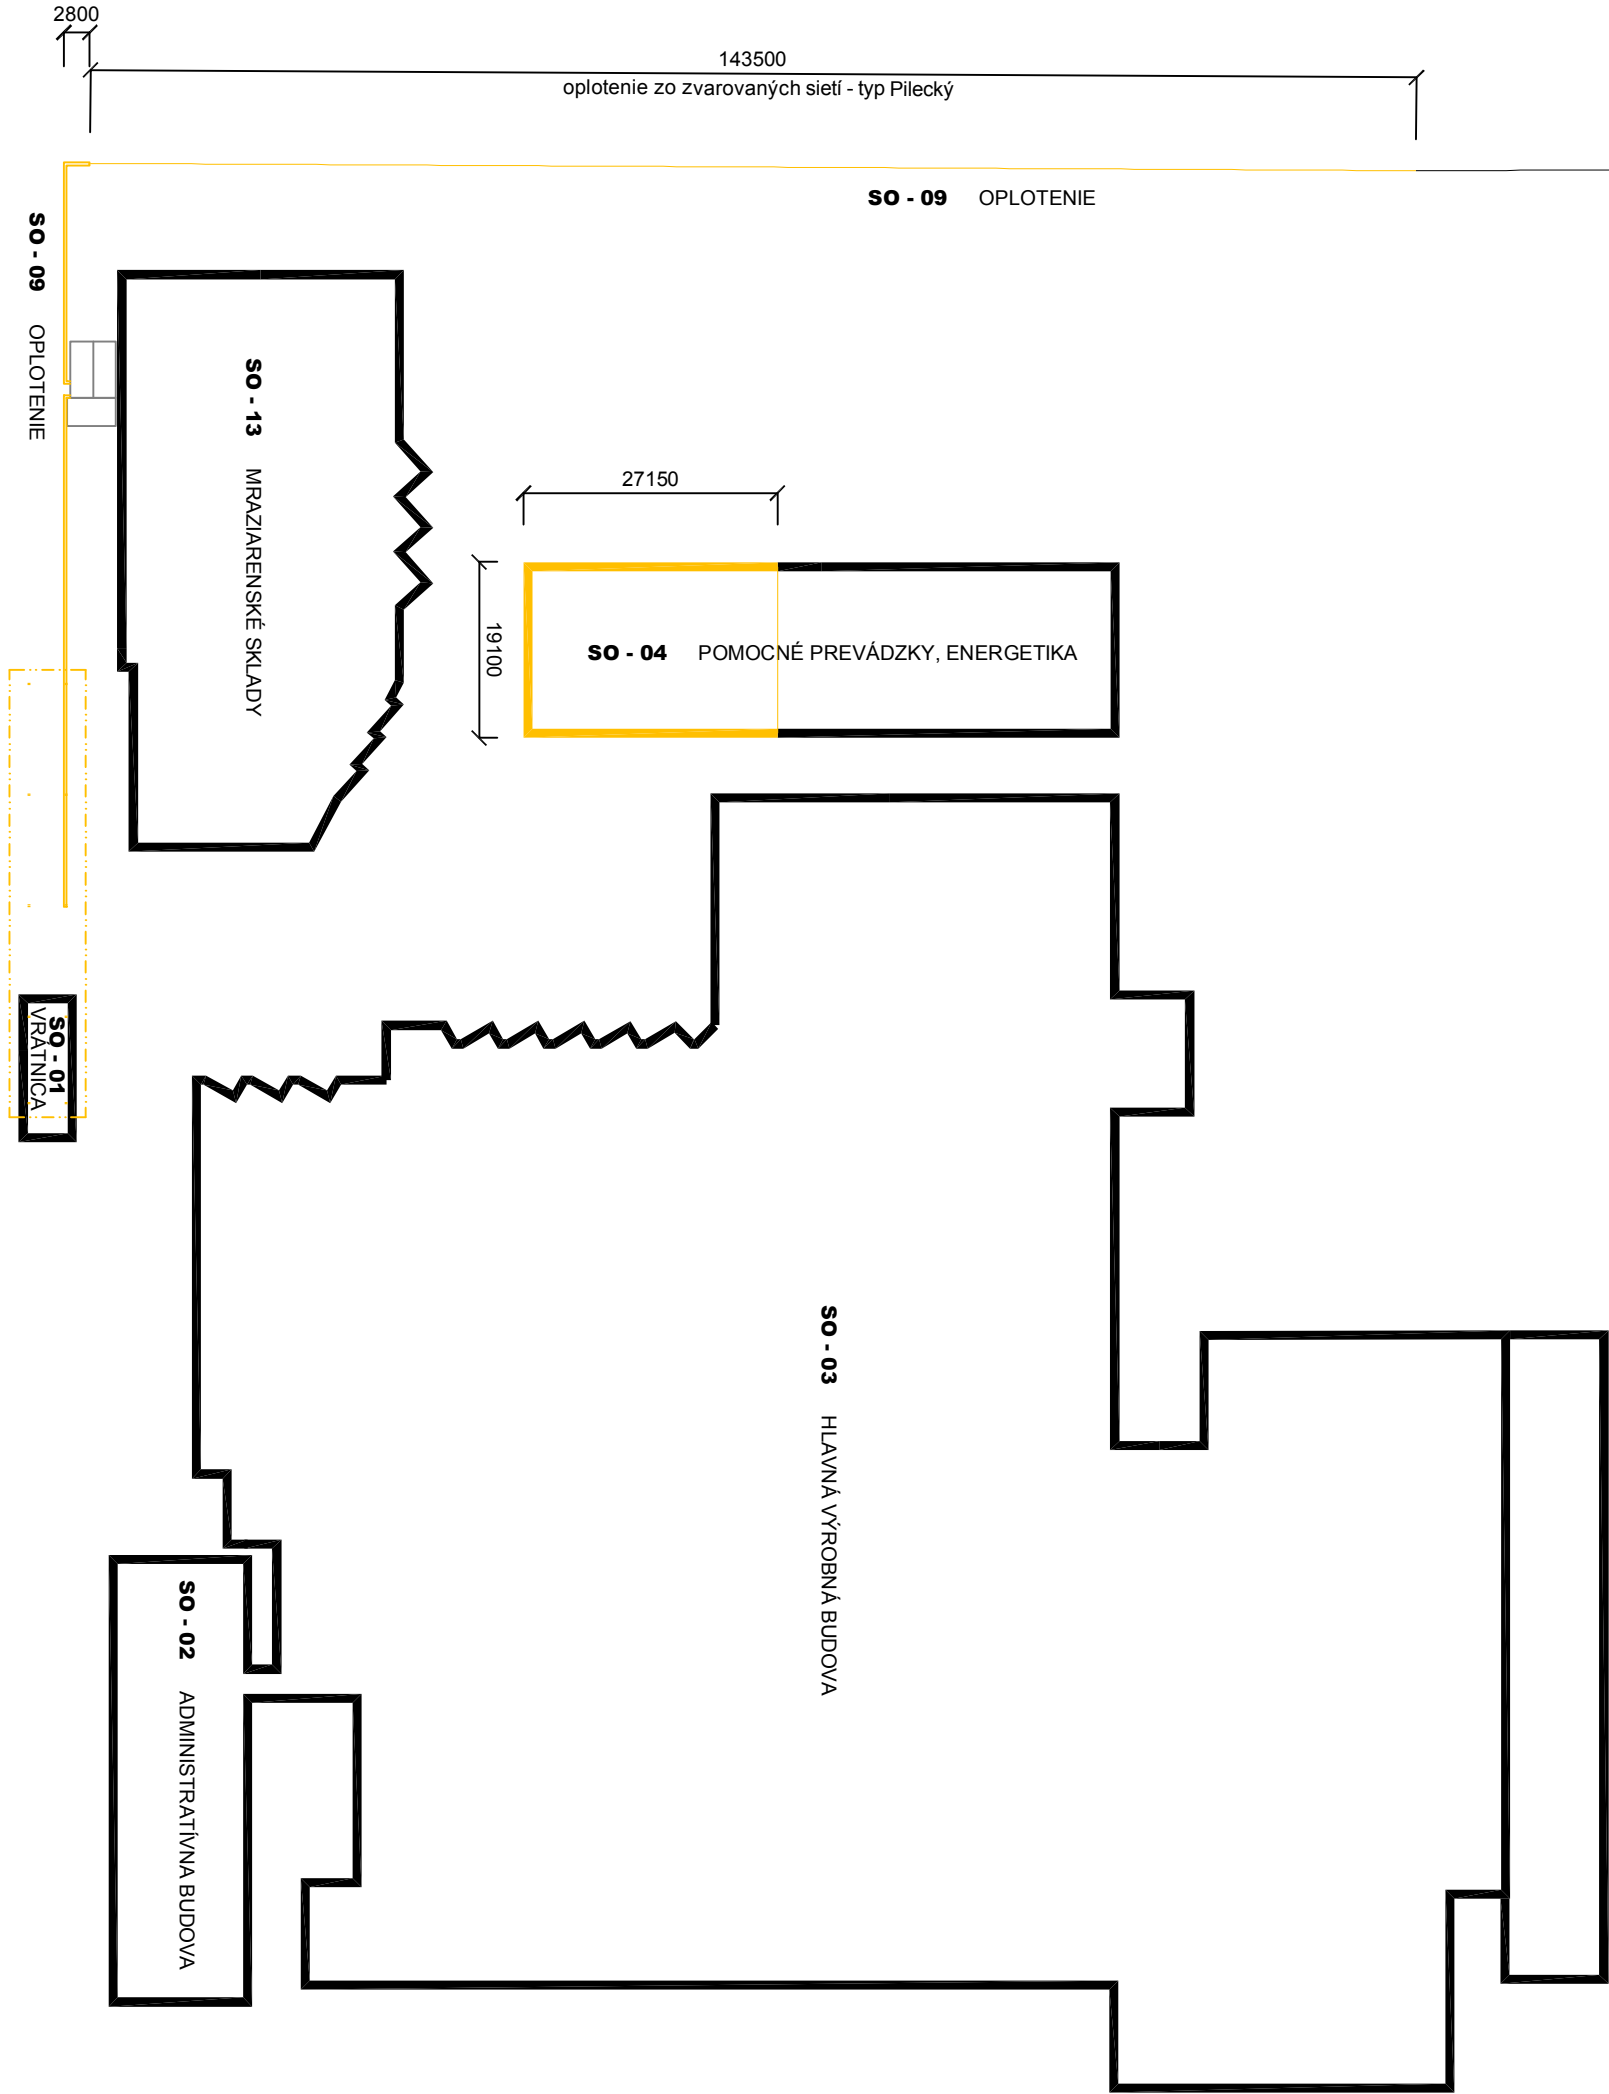 2800
143500
oplotenie zo zvarovaných sietí - typ Pilecký
SO - 09 OPLOTENIE
SO - 09 OPLOTENIE
SO - 13 MRAZIARENSKÉ SKLADY
27150
19100
SO - 04 POMOCNÉ PREVÁDZKY, ENERGETIKA
SO - 01
VRÁTNICA
SO - 03 HLAVNÁ VÝROBNÁ BUDOVA
SO - 02 ADMINISTRATÍVNA BUDOVA